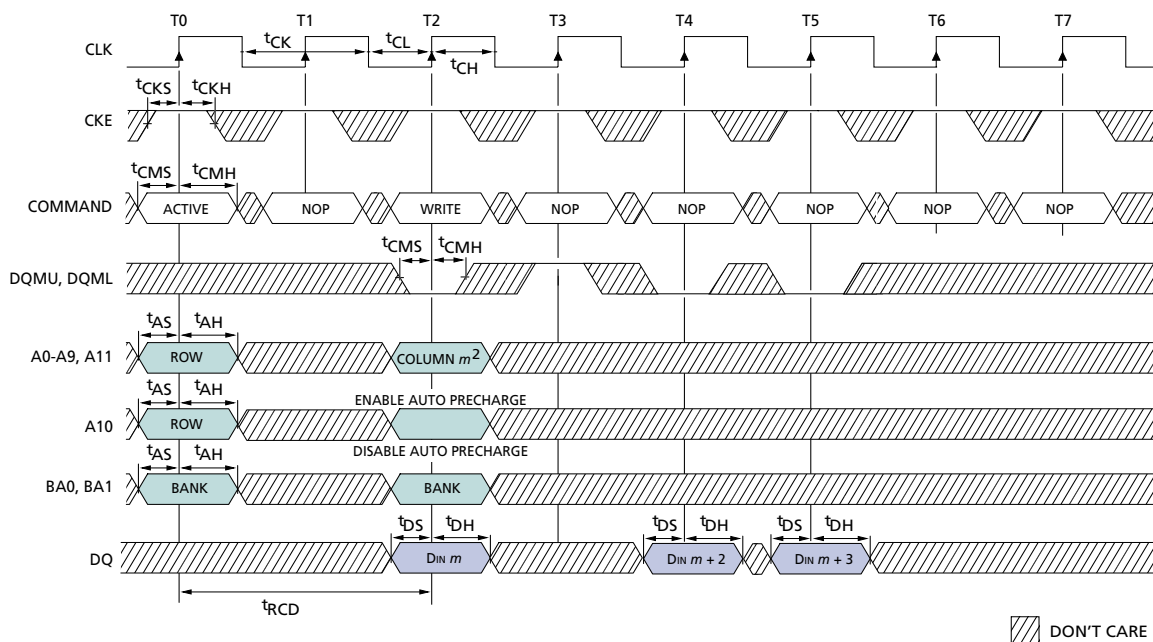 T0 T1 T2 T3 T4 T5 T6 T7
CLK
tCK tCL
tCH
tCKS tCKH
CKE
tCMS tCMH
COMMAND ACTIVE NOP WRITE NOP NOP NOP NOP NOP
tCMS tCMH
DQMU, DQML
tAS tAH
A0-A9, A11 ROW COLUMN m2
tAS tAH ENABLE AUTO PRECHARGE
A10 ROW
tAS tAH DISABLE AUTO PRECHARGE
BA0, BA1 BANK BANK
tDS tDH tDS tDH tDS tDH
DQ DIN m DIN m + 2 DIN m + 3
tRCD
DON'T CARE